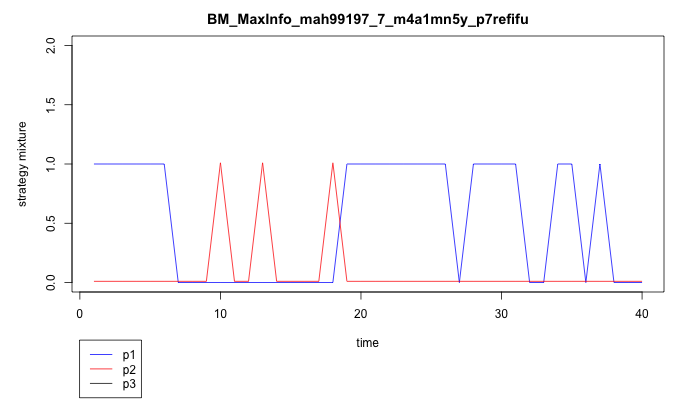 BM_MaxInfo_mah99197_7_m4a1mn5y_p7refifu
strategy mixture
2.0
1.5
1.0
0.5
0.0
0 10 20 30 40
time
p1
p2
p3